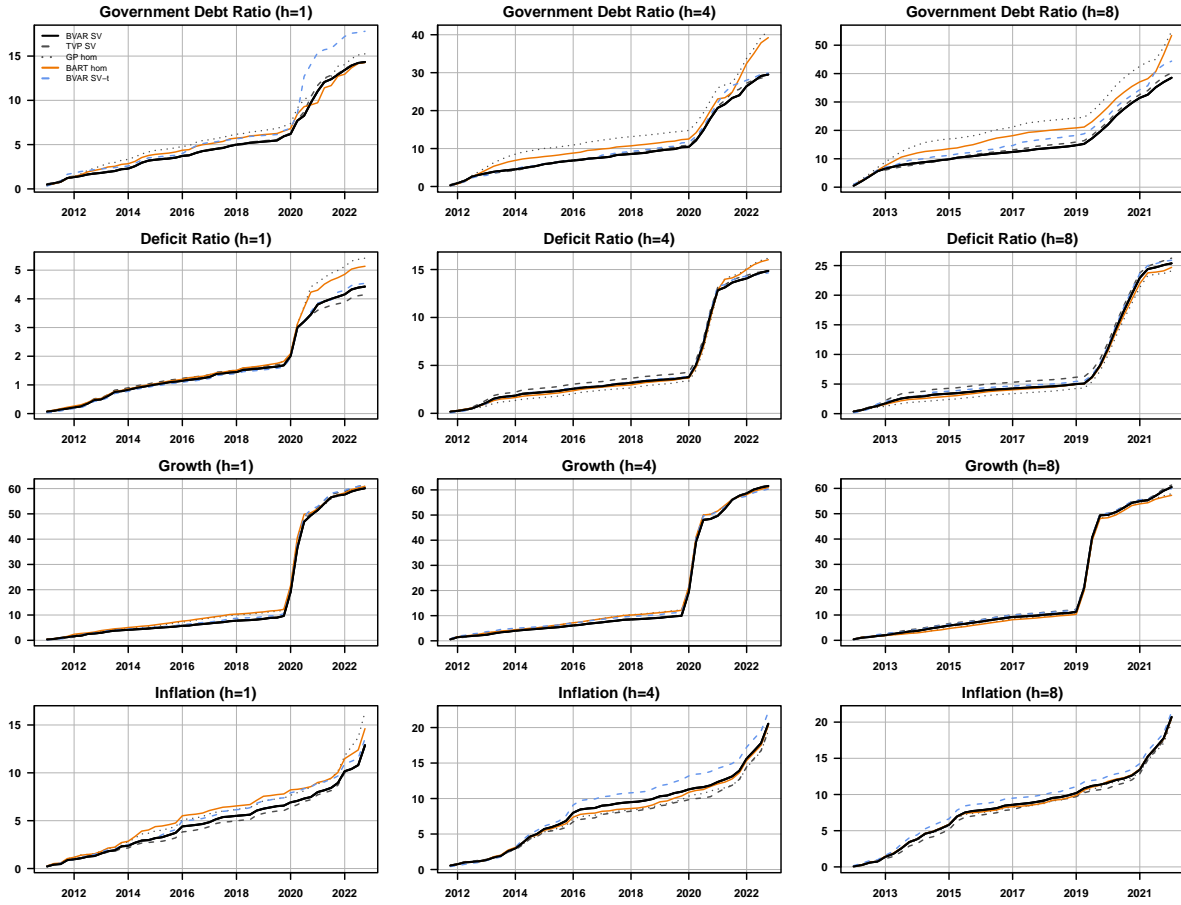 Government Debt Ratio (h=1)
Government Debt Ratio (h=4)
Government Debt Ratio (h=8)
BVAR SV
TVP SV
GP hom
BART hom
BVAR SV-t
15
10
5
0
2012 2014 2016 2018 2020 2022
40
30
20
10
0
2012 2014 2016 2018 2020 2022
50
40
30
20
10
0
2013 2015 2017 2019 2021
Deficit Ratio (h=1)
Deficit Ratio (h=4)
Deficit Ratio (h=8)
5
4
3
2
1
0
2012 2014 2016 2018 2020 2022
15
10
5
0
2012 2014 2016 2018 2020 2022
25
20
15
10
5
0
2013 2015 2017 2019 2021
Growth (h=1)
Growth (h=4)
Growth (h=8)
60
50
40
30
20
10
0
2012 2014 2016 2018 2020 2022
60
50
40
30
20
10
0
2012 2014 2016 2018 2020 2022
60
50
40
30
20
10
0
2013 2015 2017 2019 2021
Inflation (h=1)
Inflation (h=4)
Inflation (h=8)
15
10
5
0
2012 2014 2016 2018 2020 2022
20
15
10
5
0
2012 2014 2016 2018 2020 2022
20
15
10
5
0
2013 2015 2017 2019 2021